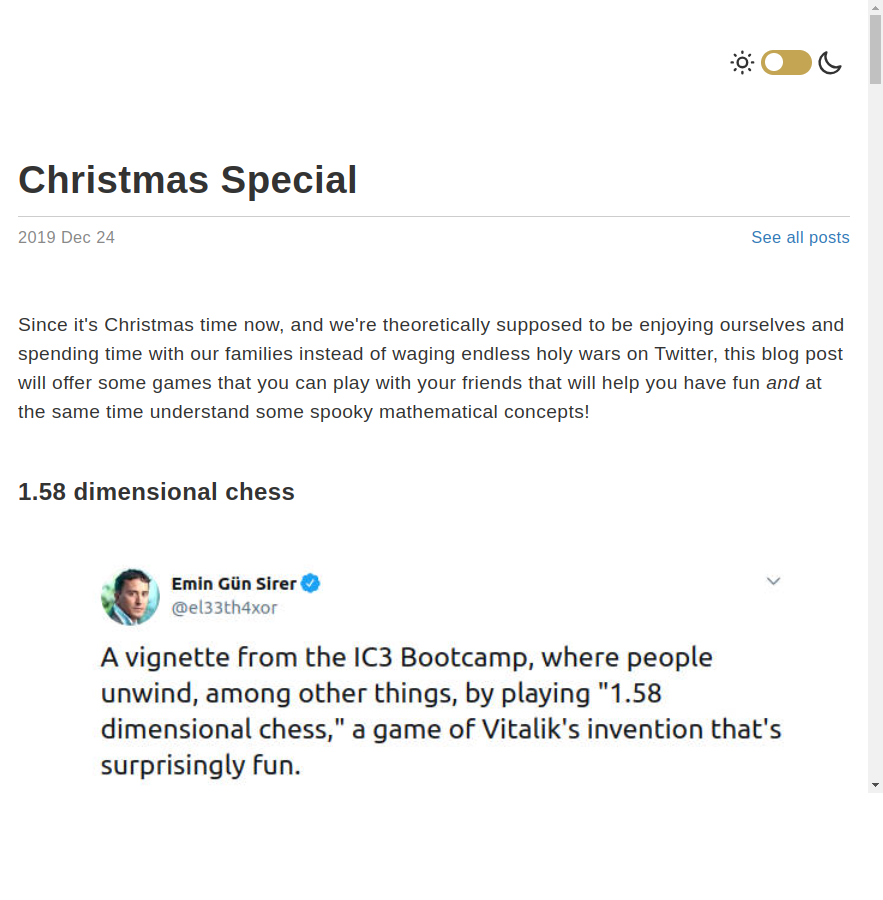 Christmas Special
2019 Dec 24
See all posts
Since it's Christmas time now, and we're theoretically supposed to be enjoying ourselves and
spending time with our families instead of waging endless holy wars on Twitter, this blog post
will offer some games that you can play with your friends that will help you have fun and at
the same time understand some spooky mathematical concepts!
1.58 dimensional chess
Emin Gün Sirer
@el33th4xor
A vignette from the IC3 Bootcamp, where people
unwind, among other things, by playing "1.58
dimensional chess," a game of Vitalik's invention that's
surprisingly fun.